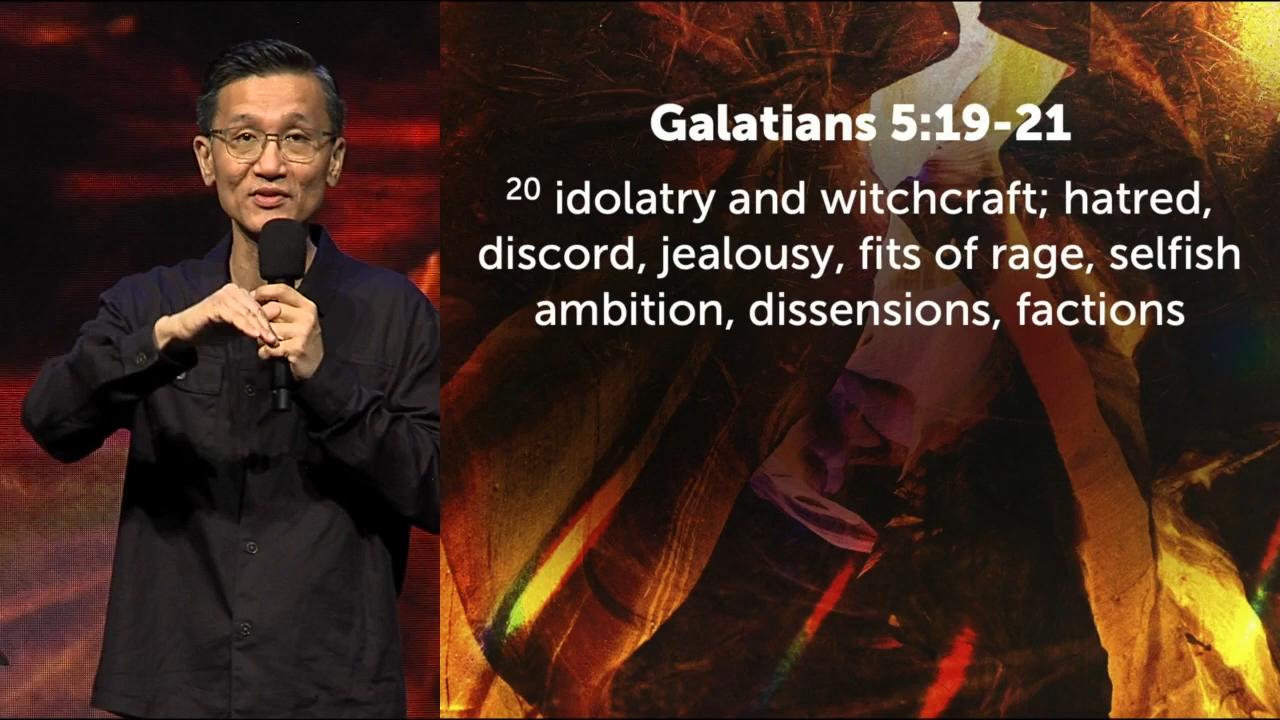 Galatians 5:19-21
20 idolatry and witchcraft; hatred,
discord, jealousy, fits of rage, selfish
ambition, dissensions, factions